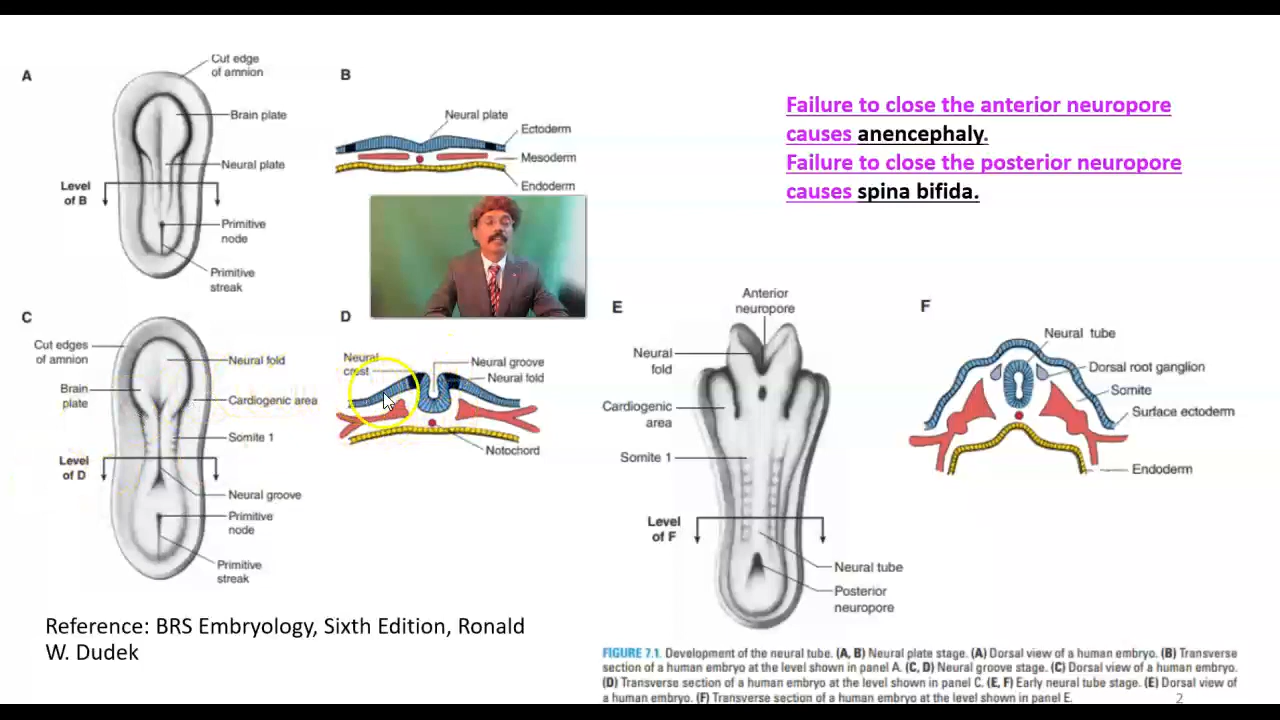 A
Cut edge
of amnion
Brain plate
Neural plate
Level
of B
Primitive
node
Primitive
streak
B
Neural plate
Ectoderm
Mesoderm
Endoderm
Failure to close the anterior neuropore
causes anencephaly.
Failure to close the posterior neuropore
causes spina bifida.
C
Cut edges
of amnion
Neural fold
Brain
plate
Cardiogenic area
Somite 1
Level
of D
Neural groove
Primitive
node
Primitive
streak
D
Neural
crest
Neural groove
Neural fold
Notochord
E
Anterior
neuropore
Neural
fold
Cardiogenic
area
Somite 1
Level
of F
Neural tube
Posterior
neuropore
F
Neural tube
Dorsal root ganglion
Somite
Surface ectoderm
Endoderm
Reference: BRS Embryology, Sixth Edition, Ronald
W. Dudek
FIGURE 7.1. Development of the neural tube. (A, B) Neural plate stage. (A) Dorsal view of a human embryo. (B) Transverse
section of a human embryo at the level shown in panel A. (C, D) Neural groove stage. (C) Dorsal view of a human embryo.
(D) Transverse section of a human embryo at the level shown in panel C. (E, F) Early neural tube stage. (E) Dorsal view of
a human embryo. (F) Transverse section of a human embryo at the level shown in panel E.
2